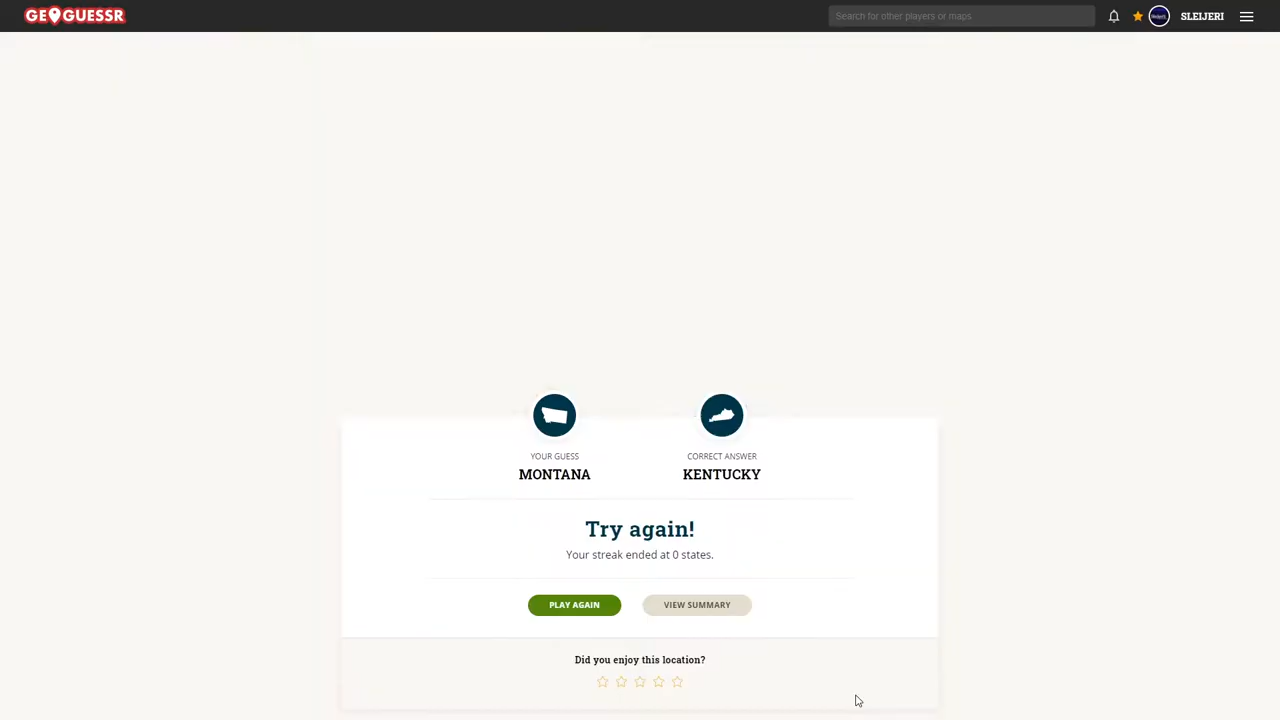 GEOGUESSR
Search for other players or maps
SLEIJERI
YOUR GUESS
MONTANA
CORRECT ANSWER
KENTUCKY
Try again!
Your streak ended at 0 states.
PLAY AGAIN
VIEW SUMMARY
Did you enjoy this location?